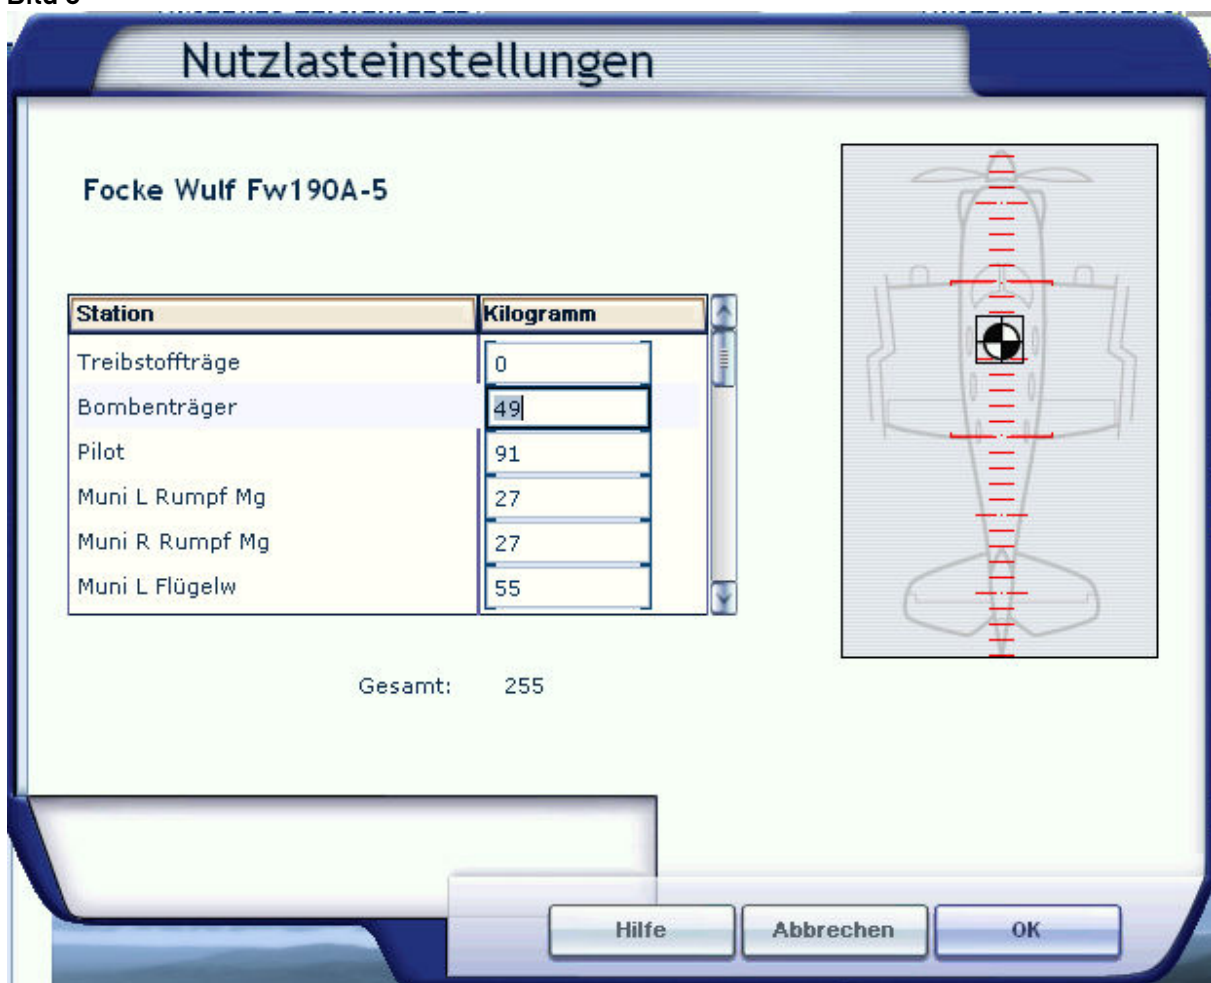 Nutzlasteinstellungen
Focke Wulf Fw190A-5
Station Kilogramm
Treibstoffträge 0
Bombenträger 49
Pilot 91
Muni L Rumpf Mg 27
Muni R Rumpf Mg 27
Muni L Flügelw 55
Gesamt: 255
Hilfe Abbrechen OK